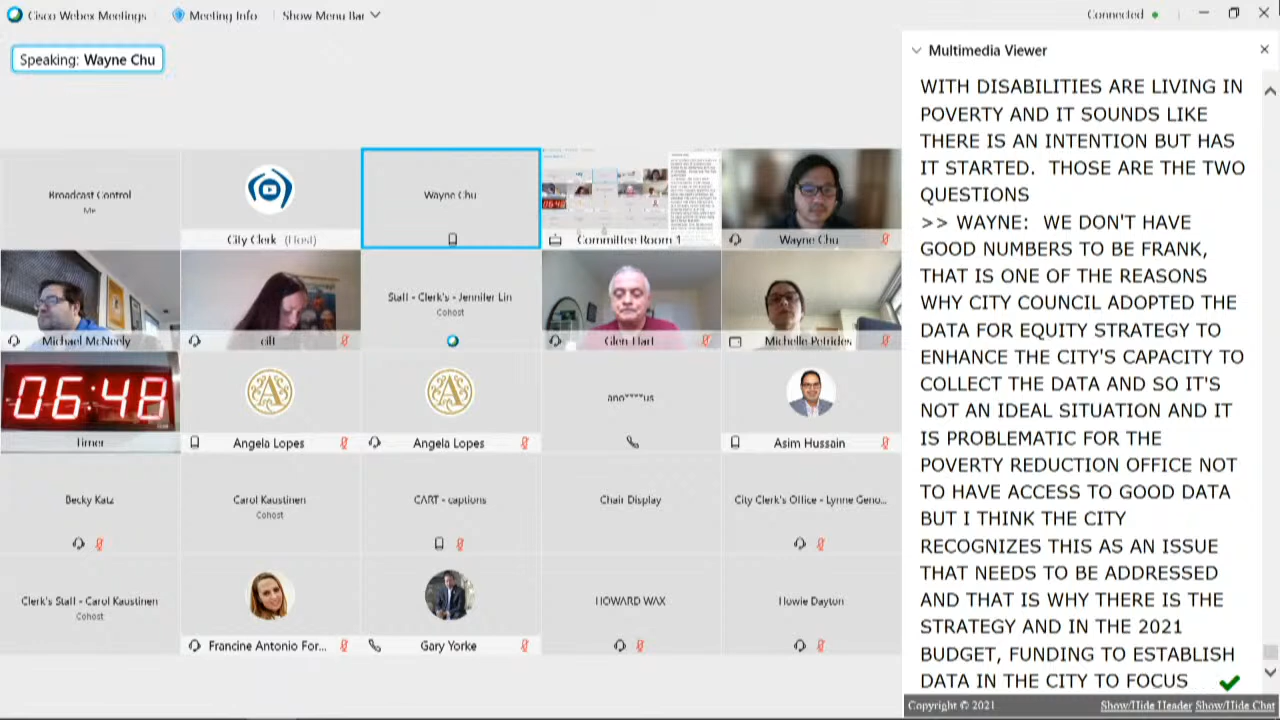 Cisco Webex Meetings
Meeting Info
Show Menu Bar
Connected
Speaking: Wayne Chu
Multimedia Viewer
Broadcast Control
Me
City Clerk (Host)
Wayne Chu
Committee Room 1
Wayne Chu
Michael McNeely
Staff - Clerk's - Jennifer Lin
Cohost
Glen Hart
Michelle Petrides
06:48
Timer
Angela Lopes
Angela Lopes
ano****us
Asim Hussain
Becky Katz
Carol Kaustinen
Cohost
CART - captions
Chair Display
City Clerk's Office - Lynne Geno...
Clerk's Staff - Carol Kaustinen
Cohost
Francine Antonio For...
Gary Yorke
HOWARD WAX
Howie Dayton
WITH DISABILITIES ARE LIVING IN
POVERTY AND IT SOUNDS LIKE
THERE IS AN INTENTION BUT HAS
IT STARTED. THOSE ARE THE TWO
QUESTIONS
>> WAYNE: WE DON'T HAVE
GOOD NUMBERS TO BE FRANK,
THAT IS ONE OF THE REASONS
WHY CITY COUNCIL ADOPTED THE
DATA FOR EQUITY STRATEGY TO
ENHANCE THE CITY'S CAPACITY TO
COLLECT THE DATA AND SO IT'S
NOT AN IDEAL SITUATION AND IT
IS PROBLEMATIC FOR THE
POVERTY REDUCTION OFFICE NOT
TO HAVE ACCESS TO GOOD DATA
BUT I THINK THE CITY
RECOGNIZES THIS AS AN ISSUE
THAT NEEDS TO BE ADDRESSED
AND THAT IS WHY THERE IS THE
STRATEGY AND IN THE 2021
BUDGET, FUNDING TO ESTABLISH
DATA IN THE CITY TO FOCUS
Copyright © 2021
Show/Hide Header Show/Hide Chat